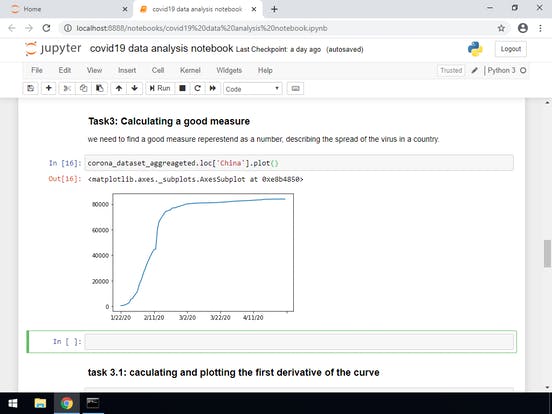 Home
covid19 data analysis notebook
localhost:8888/notebooks/covid19%20data%20analysis%20notebook.ipynb
jupyter covid19 data analysis notebook Last Checkpoint: a day ago (autosaved)
Logout
File Edit View Insert Cell Kernel Widgets Help
Trusted
Python 3
Run
Code
Task3: Calculating a good measure
we need to find a good measure reperestend as a number, describing the spread of the virus in a country.
In [16]: corona_dataset_aggreageted.loc['China'].plot()
Out[16]: <matplotlib.axes._subplots.AxesSubplot at 0xe8b4850>
80000
60000
40000
20000
0
1/22/20 2/11/20 3/2/20 3/22/20 4/11/20
In [ ]:
task 3.1: caculating and plotting the first derivative of the curve